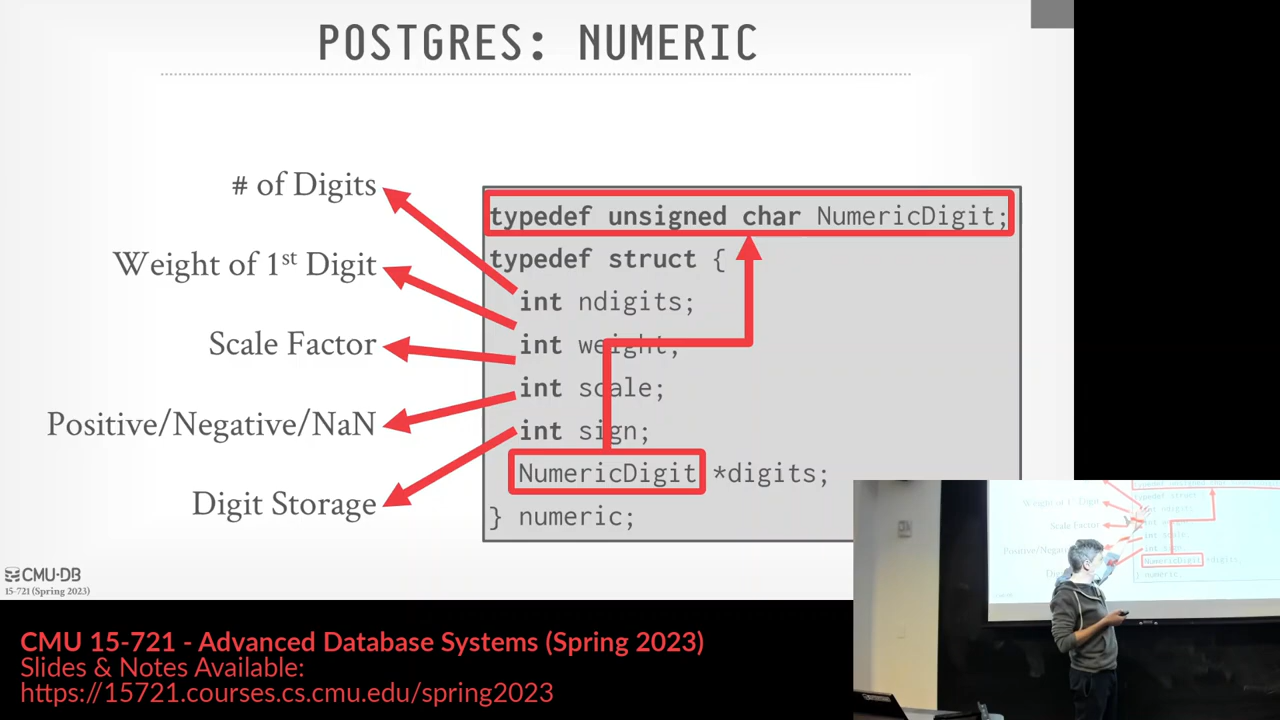 POSTGRES: NUMERIC
# of Digits
Weight of 1st Digit
Scale Factor
Positive/Negative/NaN
Digit Storage
typedef unsigned char NumericDigit;
typedef struct {
int ndigits;
int weight;
int scale;
int sign;
NumericDigit *digits;
} numeric;
CMU·DB
15-721 (Spring 2023)
CMU 15-721 - Advanced Database Systems (Spring 2023)
Slides & Notes Available:
https://15721.courses.cs.cmu.edu/spring2023